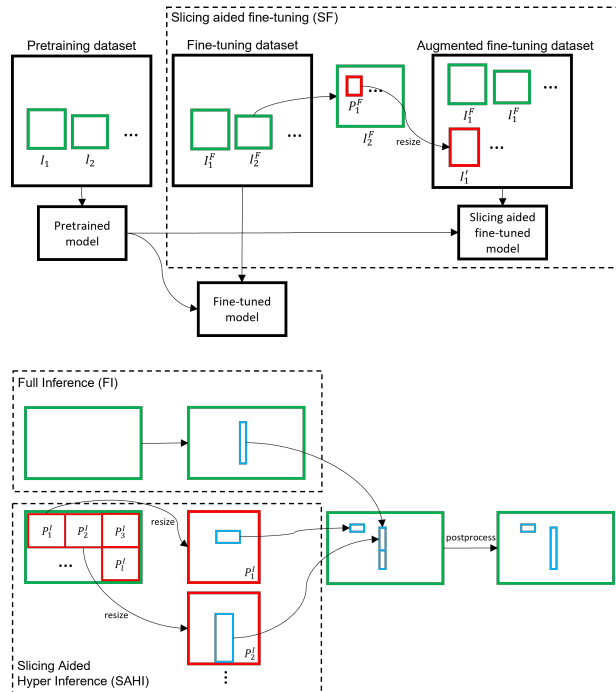 Slicing aided fine-tuning (SF)
Pretraining dataset
Fine-tuning dataset
Augmented fine-tuning dataset
P₁ᶠ ...
I₁ᶠ I₁ᶠ ...
I₁ I₂ ...
I₁ᶠ I₂ᶠ ...
I₂ᶠ
resize
...
I₁′
Pretrained
model
Slicing aided
fine-tuned
model
Fine-tuned
model
Full Inference (FI)
P₁ᴵ P₂ᴵ P₃ᴵ
resize
... Pₗᴵ
P₁ᴵ
postprocess
resize
P₂ᴵ
Slicing Aided
Hyper Inference (SAHI)
⋮